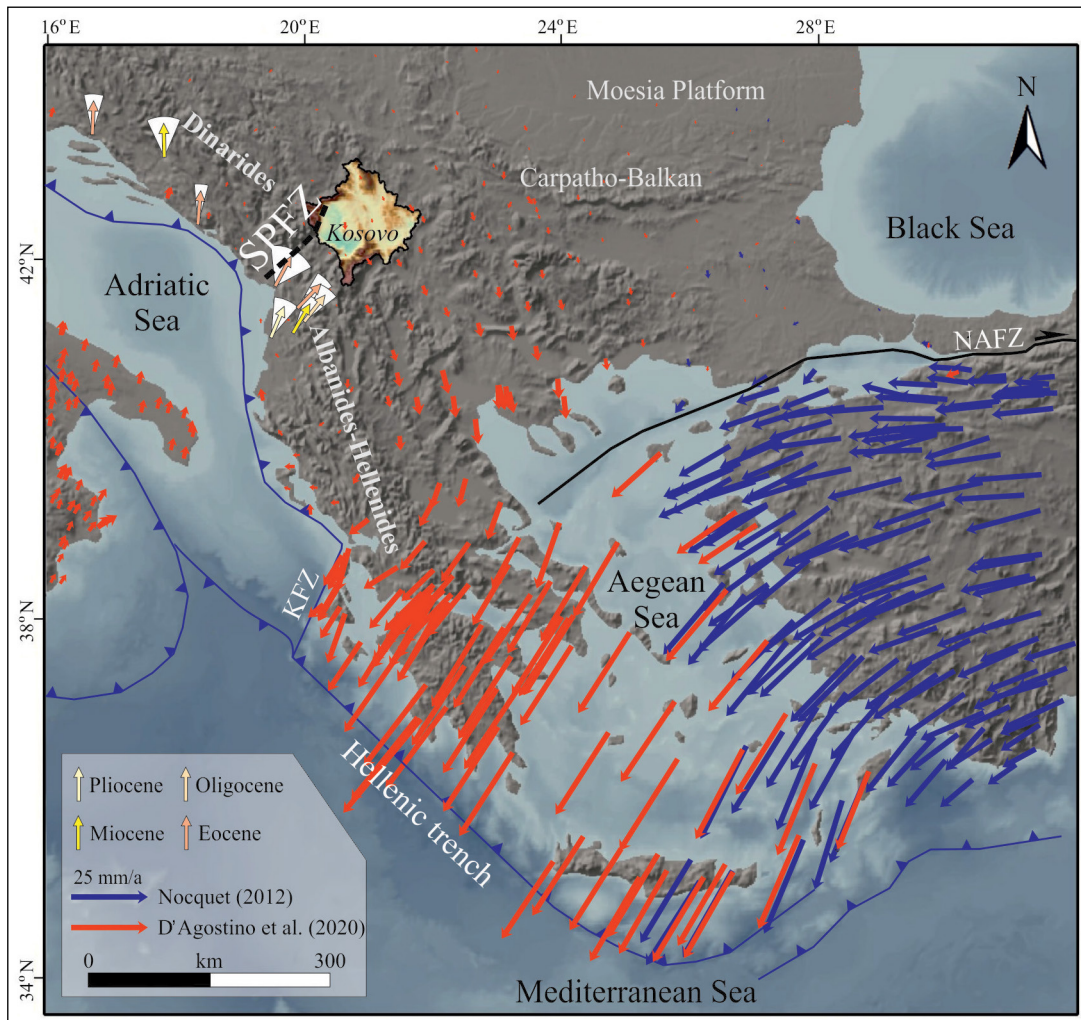 16°E
20°E
24°E
28°E
Moesia Platform
N
Dinarides
Carpatho-Balkan
SPFZ
Kosovo
Black Sea
42°N
Adriatic
Sea
NAFZ
Albanides-Hellenides
Aegean
Sea
KFZ
38°N
Hellenic trench
Pliocene
Oligocene
Miocene
Eocene
25 mm/a
Nocquet (2012)
D'Agostino et al. (2020)
0
km
300
34°N
Mediterranean Sea